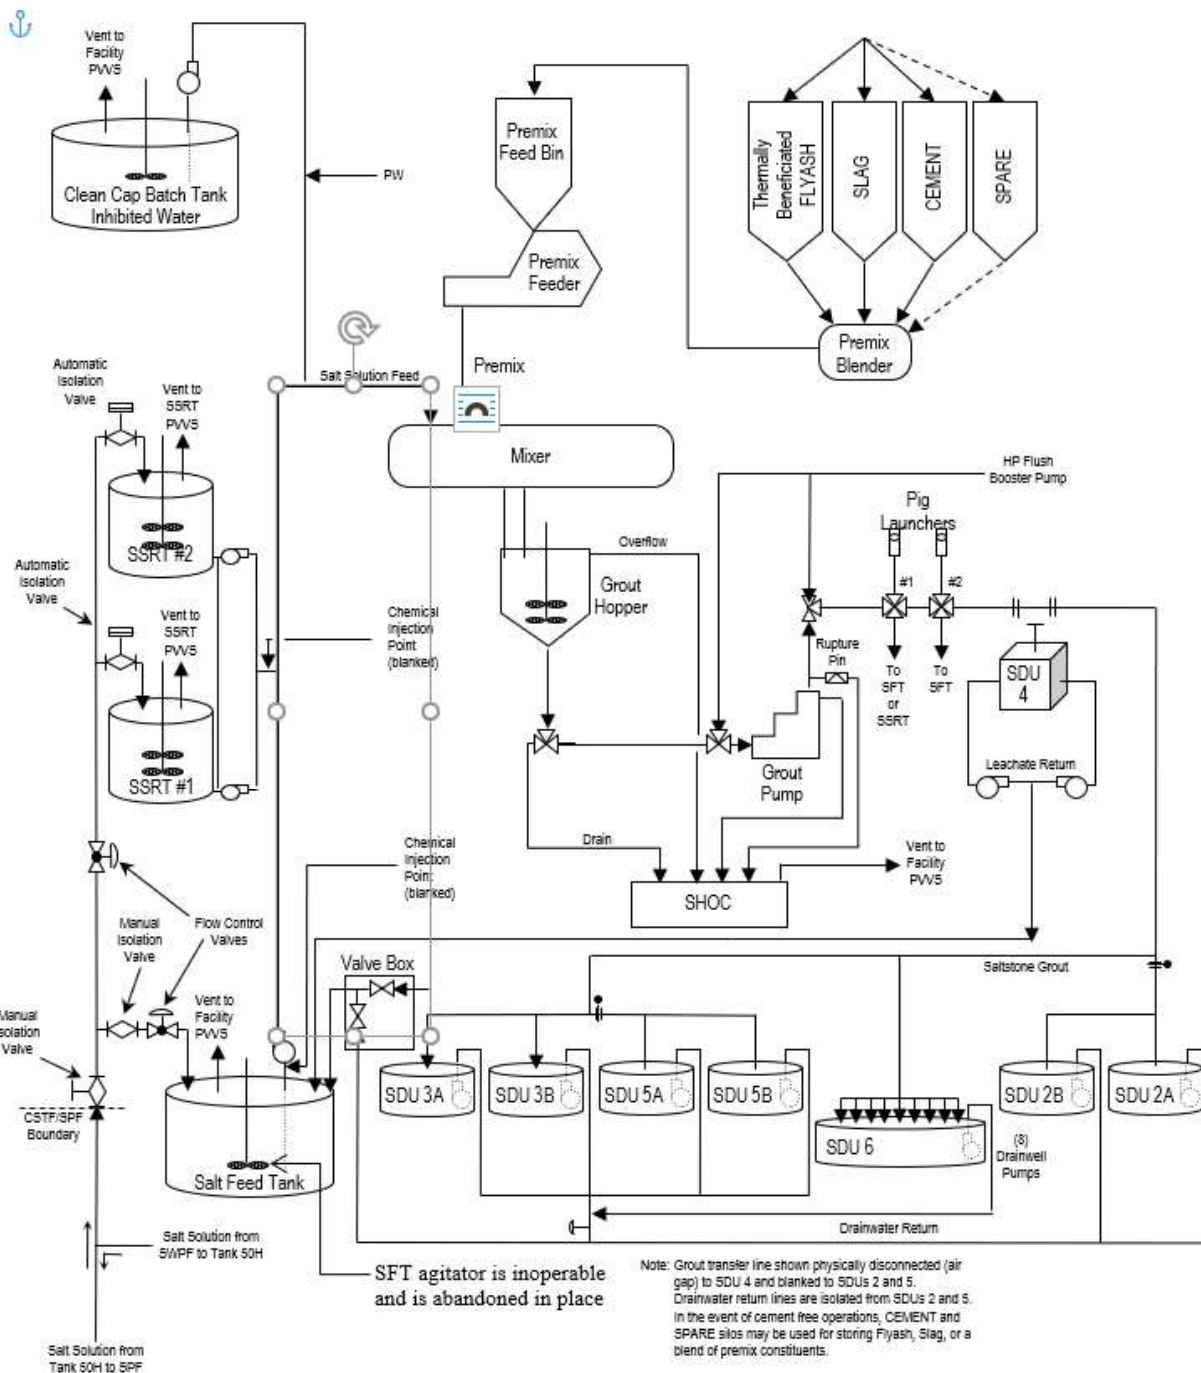 Vent to
Facility
PVVS
Clean Cap Batch Tank
Inhibited Water
PW
Premix
Feed Bin
Premix
Feeder
Premix
Thermally
Beneficiated
FLYASH
SLAG
CEMENT
SPARE
Premix
Blender
Salt Solution Feed
Mixer
Automatic
Isolation
Valve
Vent to
SSRT
PVVS
SSRT #2
Automatic
Isolation
Valve
Vent to
SSRT
PVVS
SSRT #1
Overflow
Grout
Hopper
Chemical
Injection
Point
(blanked)
HP Flush
Booster Pump
Pig
Launchers
#1
#2
Rupture
Pin
To
SFT
or
SSRT
To
SFT
SDU
4
Leachate Return
Grout
Pump
Drain
SHOC
Vent to
Facility
PVVS
Chemical
Injection
Point
(blanked)
Manual
Isolation
Valve
Flow Control
Valves
Vent to
Facility
PVVS
Valve Box
Saltstone Grout
Manual
Isolation
Valve
CSTF/SPF
Boundary
Salt Feed Tank
SDU 3A
SDU 3B
SDU 5A
SDU 5B
SDU 6
SDU 2B
SDU 2A
(8)
Drainwell
Pumps
Drainwater Return
Salt Solution from
SWPF to Tank 50H
SFT agitator is inoperable
and is abandoned in place
Note: Grout transfer line shown physically disconnected (air
gap) to SDU 4 and blanked to SDUs 2 and 5.
Drainwater return lines are isolated from SDUs 2 and 5.
In the event of cement free operations, CEMENT and
SPARE silos may be used for storing Flyash, Slag, or a
blend of premix constituents.
Salt Solution from
Tank 50H to SPF